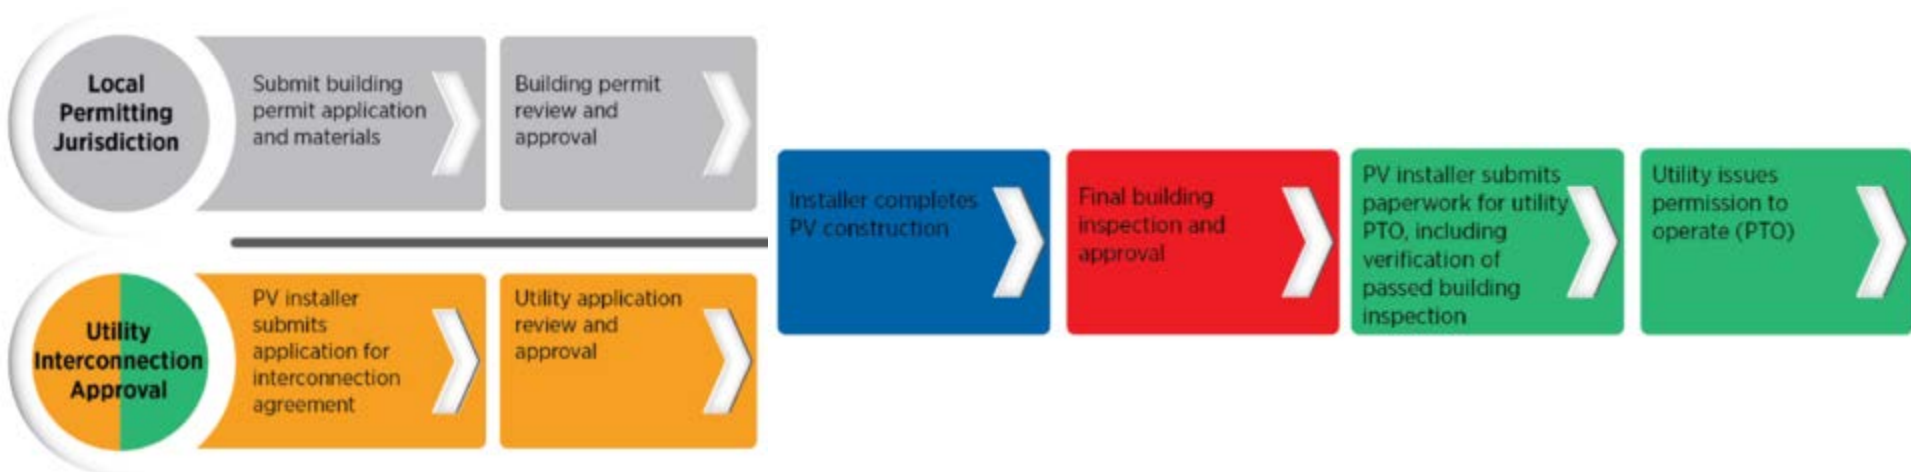 Local
Permitting
Jurisdiction
Submit building
permit application
and materials
Building permit
review and
approval
Utility
Interconnection
Approval
PV installer
submits
application for
interconnection
agreement
Utility application
review and
approval
Installer completes
PV construction
Final building
inspection and
approval
PV installer submits
paperwork for utility
PTO, including
verification of
passed building
inspection
Utility issues
permission to
operate (PTO)